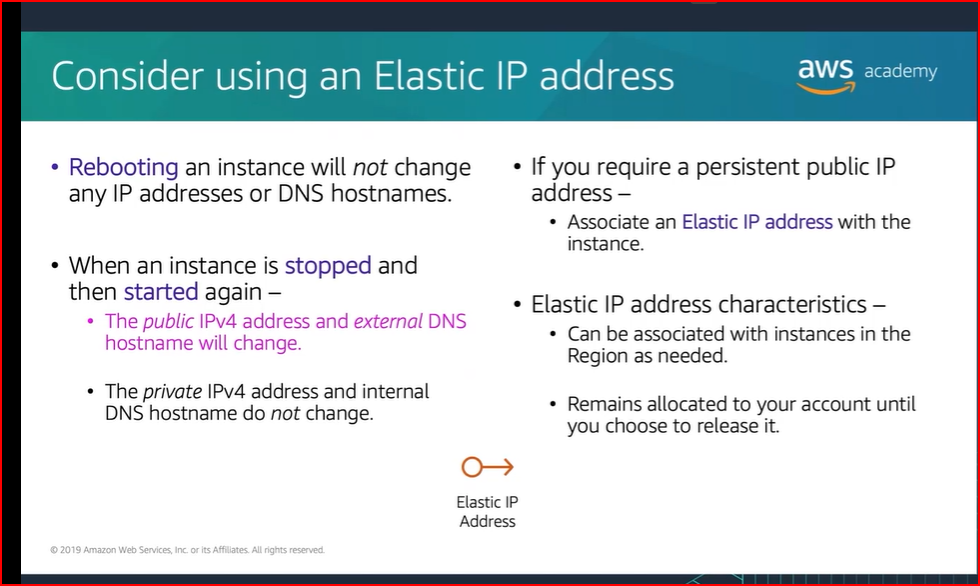 Consider using an Elastic IP address
aws academy
• Rebooting an instance will not change
any IP addresses or DNS hostnames.
• When an instance is stopped and
then started again –
• The public IPv4 address and external DNS
hostname will change.
• The private IPv4 address and internal
DNS hostname do not change.
• If you require a persistent public IP
address –
• Associate an Elastic IP address with the
instance.
• Elastic IP address characteristics –
• Can be associated with instances in the
Region as needed.
• Remains allocated to your account until
you choose to release it.
Elastic IP
Address
© 2019 Amazon Web Services, Inc. or its Affiliates. All rights reserved.